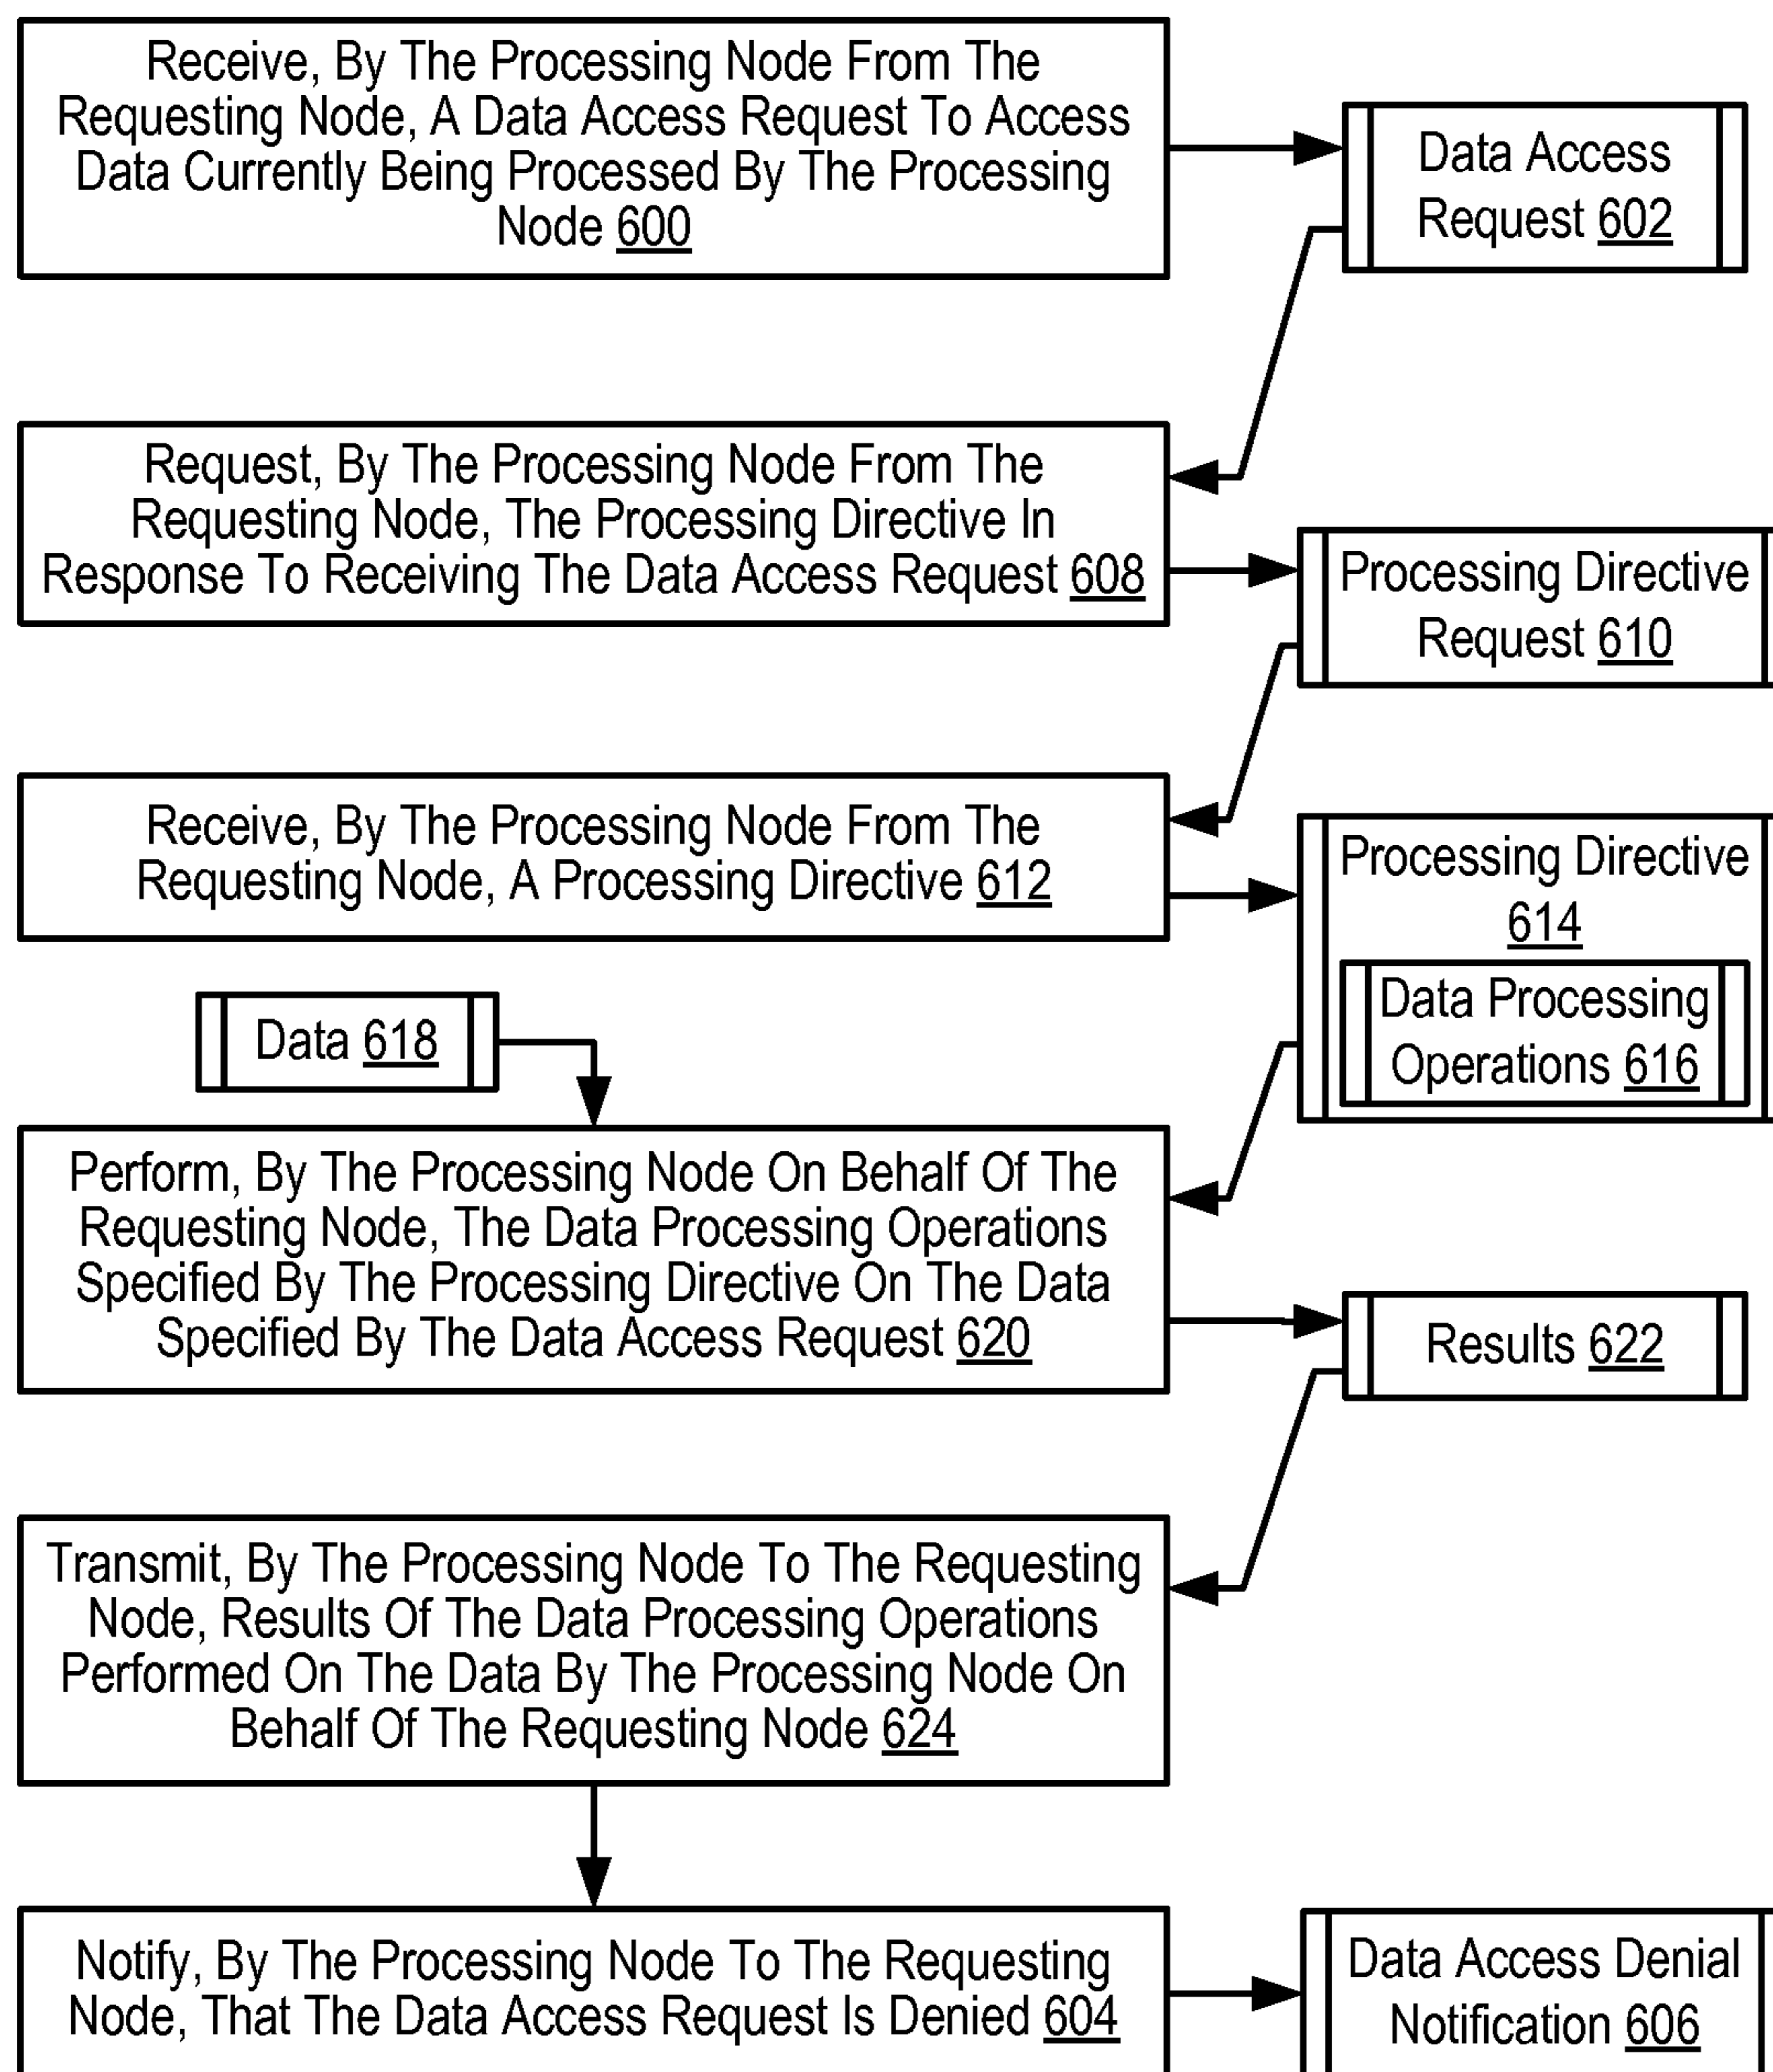 Receive, By The Processing Node From The
Requesting Node, A Data Access Request To Access
Data Currently Being Processed By The Processing
Node 600
Data Access
Request 602
Request, By The Processing Node From The
Requesting Node, The Processing Directive In
Response To Receiving The Data Access Request 608
Processing Directive
Request 610
Receive, By The Processing Node From The
Requesting Node, A Processing Directive 612
Processing Directive
614
Data Processing
Operations 616
Data 618
Perform, By The Processing Node On Behalf Of The
Requesting Node, The Data Processing Operations
Specified By The Processing Directive On The Data
Specified By The Data Access Request 620
Results 622
Transmit, By The Processing Node To The Requesting
Node, Results Of The Data Processing Operations
Performed On The Data By The Processing Node On
Behalf Of The Requesting Node 624
Notify, By The Processing Node To The Requesting
Node, That The Data Access Request Is Denied 604
Data Access Denial
Notification 606